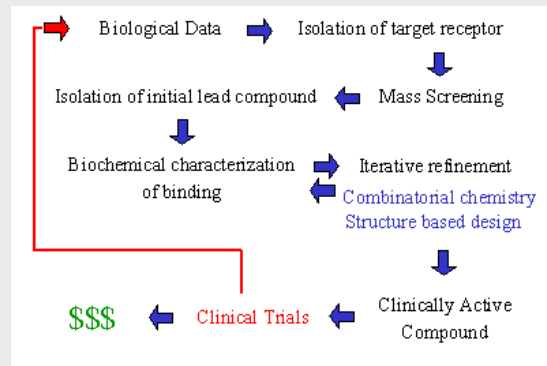 Biological Data
Isolation of target receptor
Isolation of initial lead compound
Mass Screening
Biochemical characterization
of binding
Iterative refinement
Combinatorial chemistry
Structure based design
$$$
Clinical Trials
Clinically Active
Compound